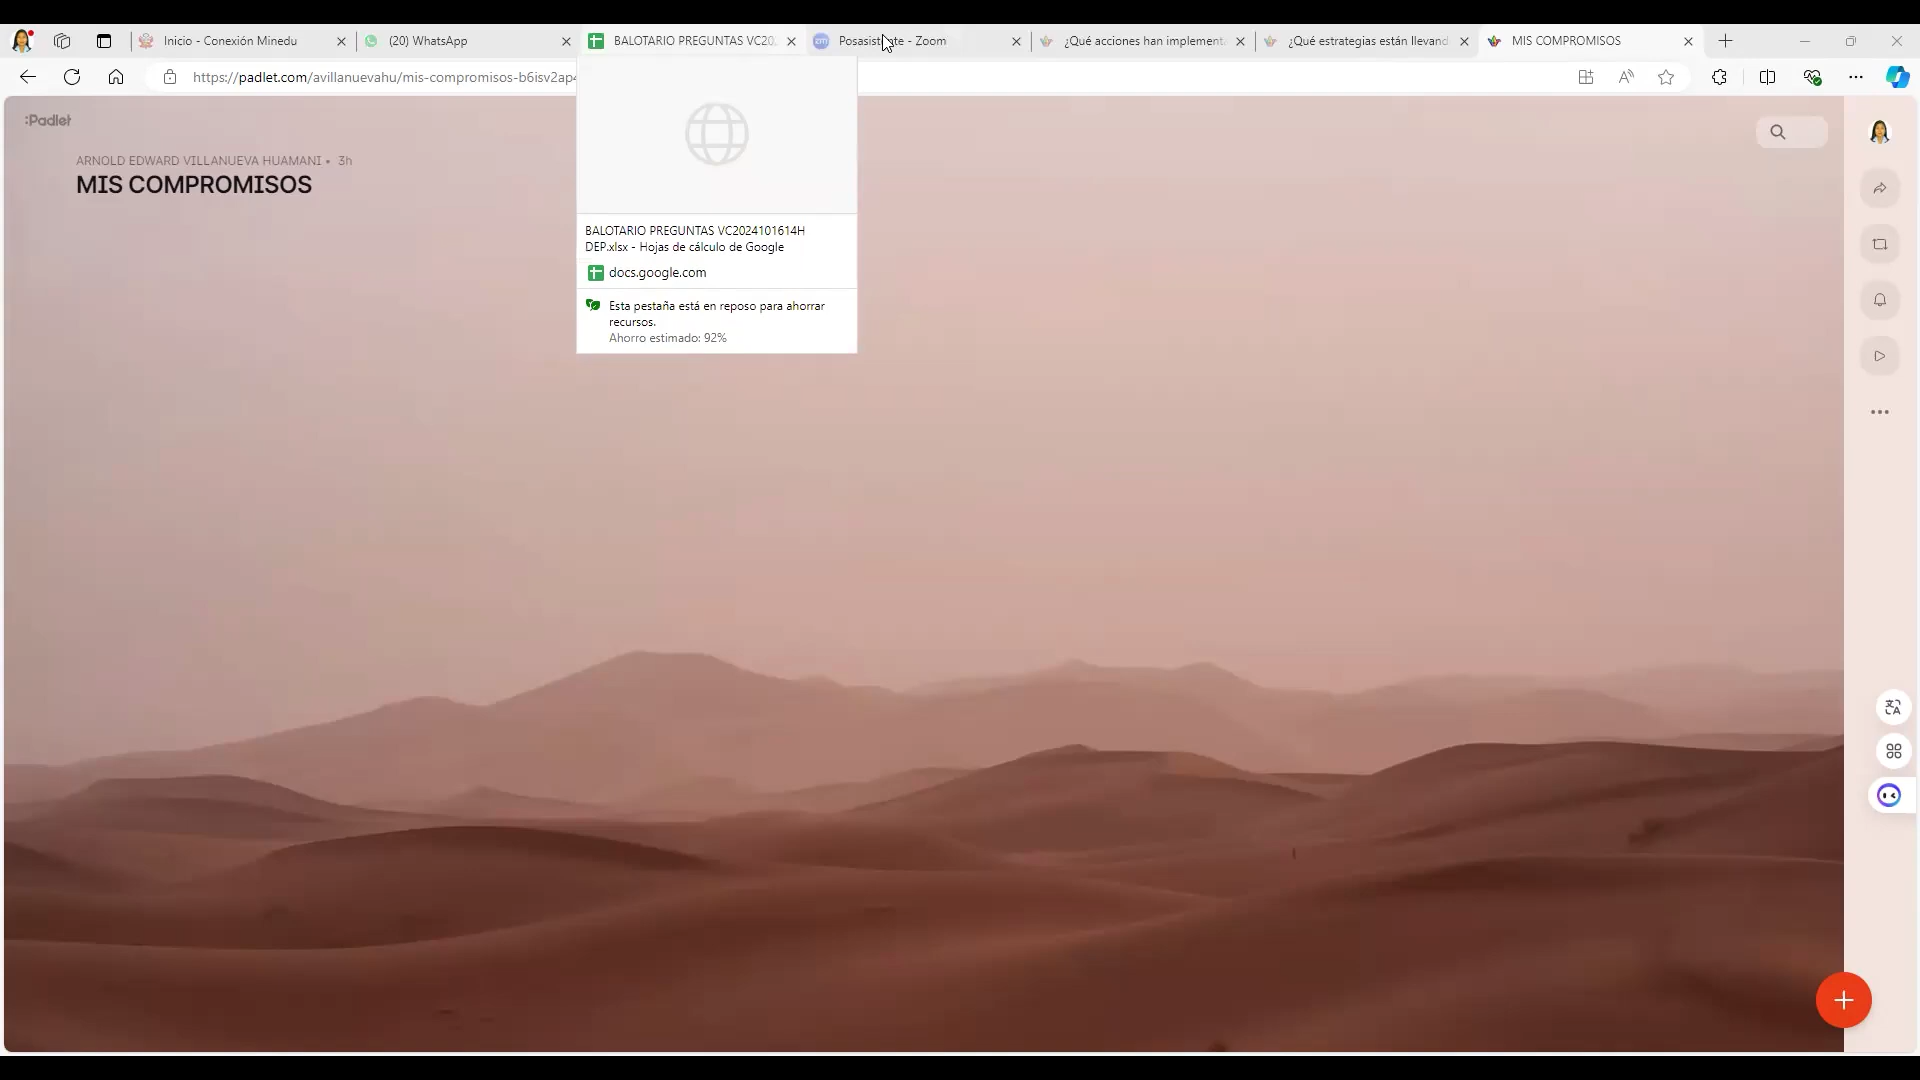 Inicio - Conexión Minedu
(20) WhatsApp
BALOTARIO PREGUNTAS VC20
Posasistente - Zoom
¿Qué acciones han implement
¿Qué estrategias están llevand
MIS COMPROMISOS
https://padlet.com/avillanuevahu/mis-compromisos-b6isv2ap
:Padlet
ARNOLD EDWARD VILLANUEVA HUAMANI • 3h
MIS COMPROMISOS
BALOTARIO PREGUNTAS VC2024101614H
DEP.xlsx - Hojas de cálculo de Google
docs.google.com
Esta pestaña está en reposo para ahorrar
recursos.
Ahorro estimado: 92%